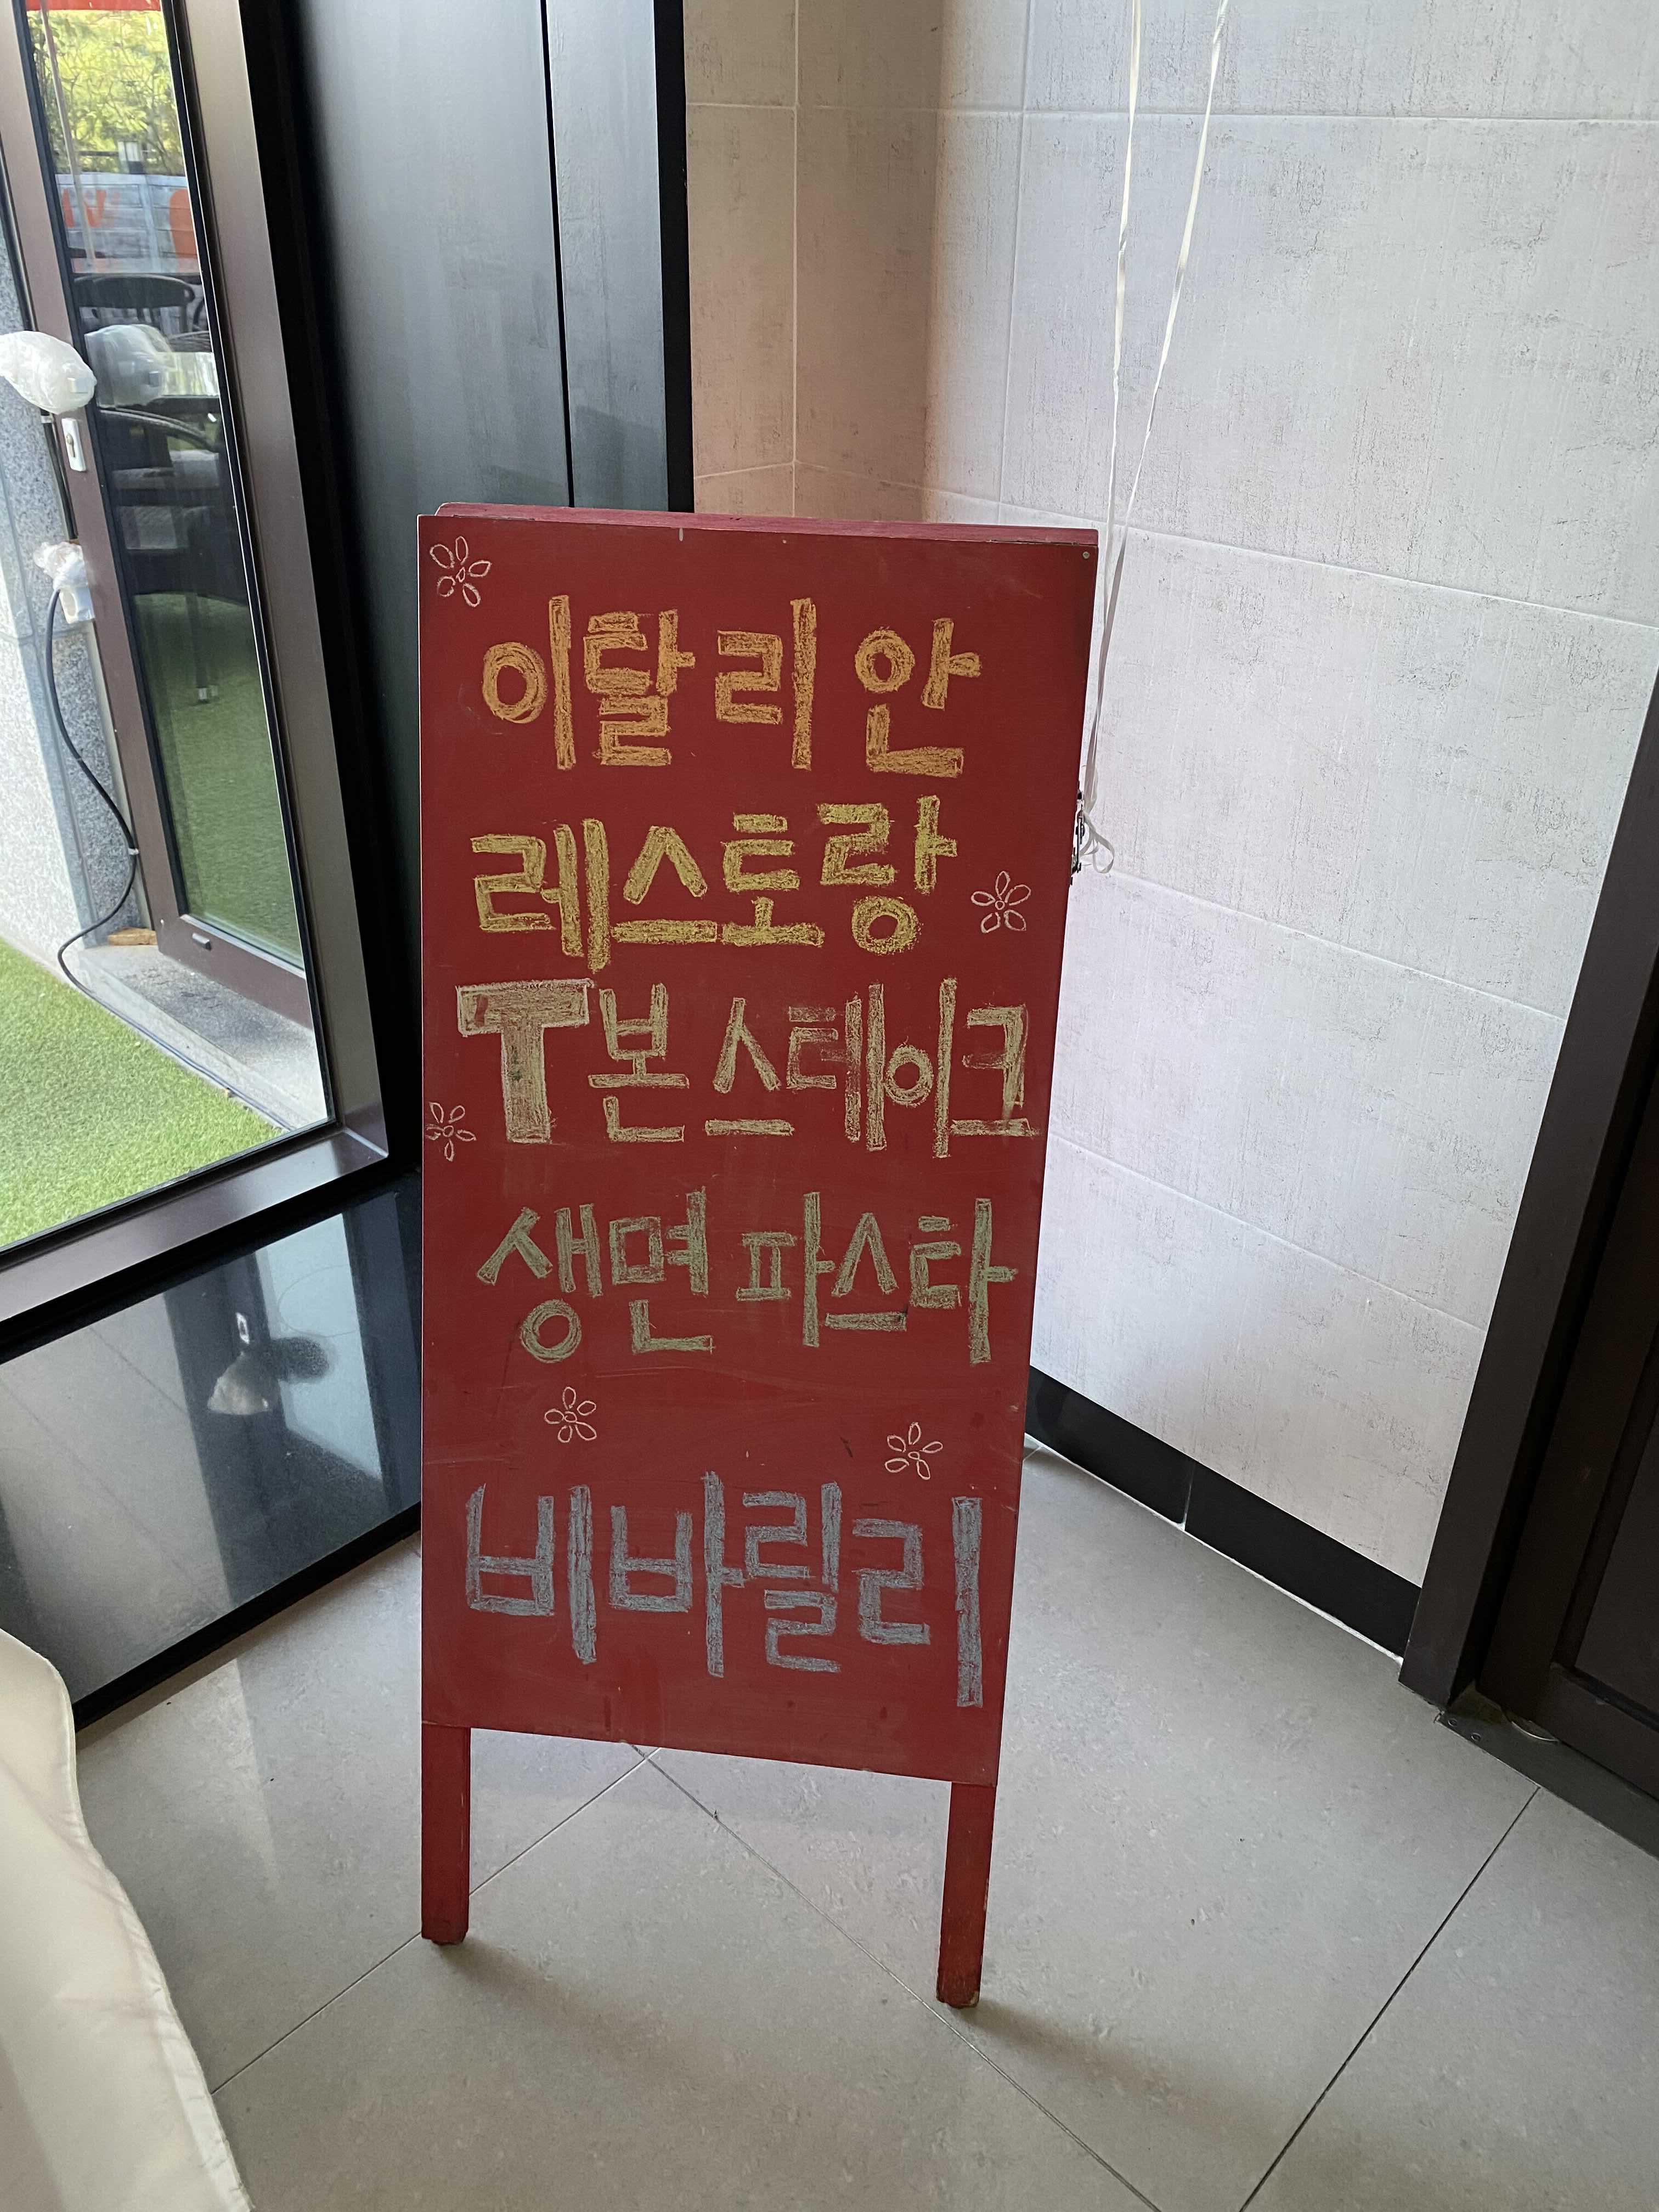 이탈리안
레스토랑
T본 스테이크
생면 파스타
비바릴리